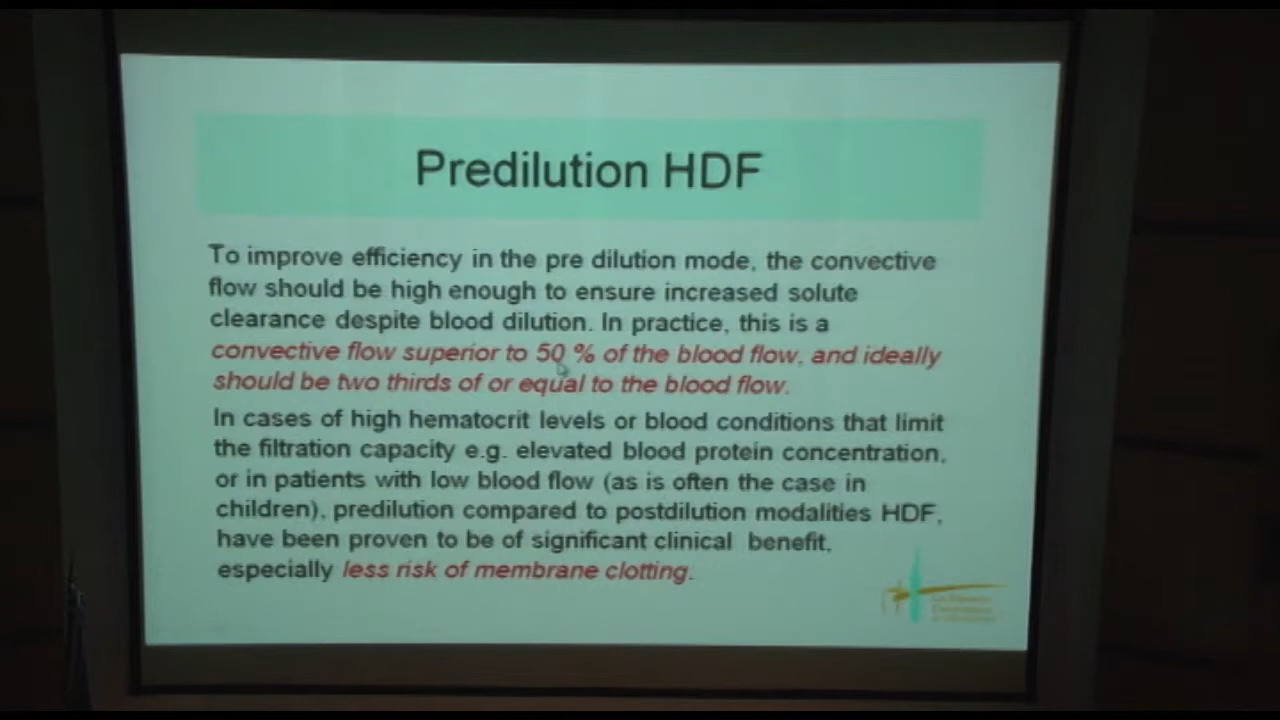 Predilution HDF
To improve efficiency in the pre dilution mode, the convective
flow should be high enough to ensure increased solute
clearance despite blood dilution. In practice, this is a
convective flow superior to 50 % of the blood flow, and ideally
should be two thirds of or equal to the blood flow.
In cases of high hematocrit levels or blood conditions that limit
the filtration capacity e.g. elevated blood protein concentration,
or in patients with low blood flow (as is often the case in
children), predilution compared to postdilution modalities HDF,
have been proven to be of significant clinical benefit,
especially less risk of membrane clotting.